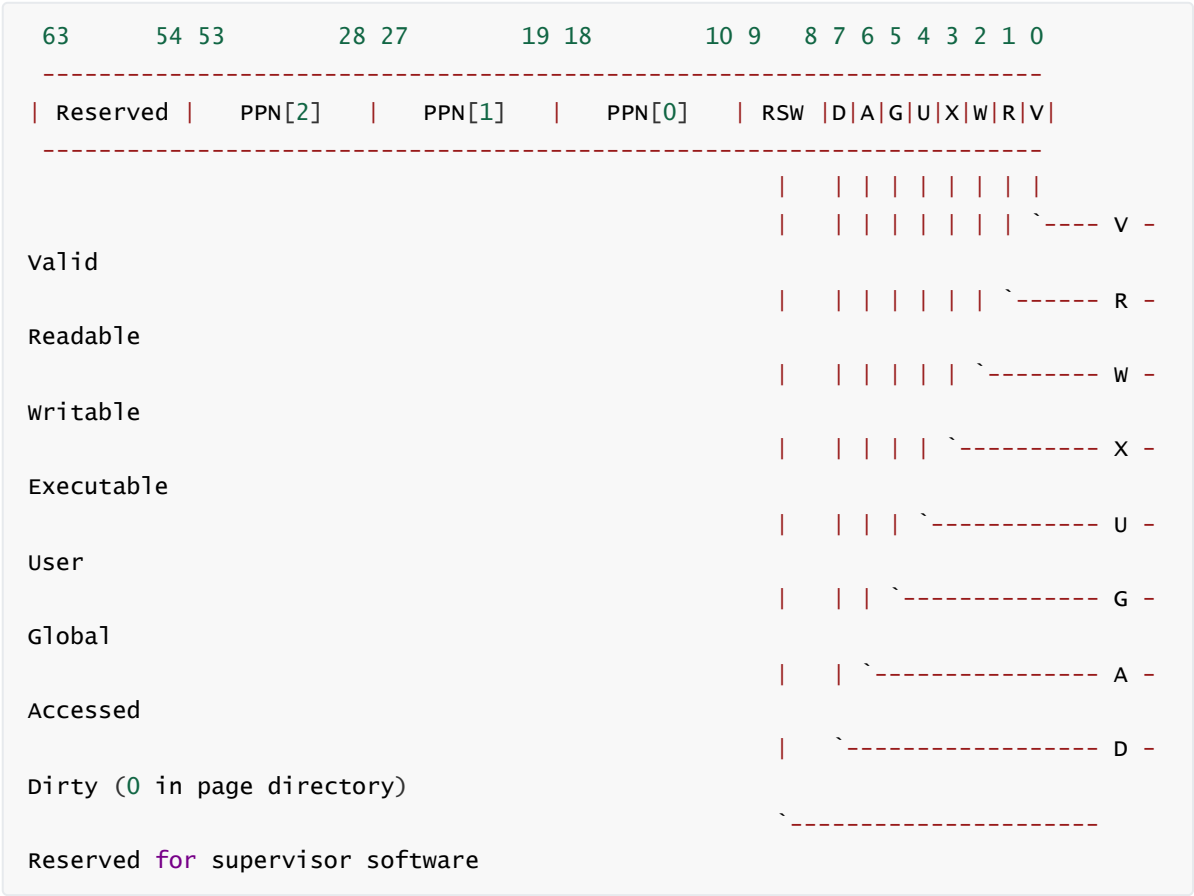 63       54 53        28 27        19 18        10 9   8 7 6 5 4 3 2 1 0
 -----------------------------------------------------------------------
| Reserved |   PPN[2]   |   PPN[1]   |   PPN[0]   | RSW |D|A|G|U|X|W|R|V|
 -----------------------------------------------------------------------
                                                     |   | | | | | | | |
                                                     |   | | | | | | | `---- V -
Valid
                                                     |   | | | | | | `------ R -
Readable
                                                     |   | | | | | `-------- W -
Writable
                                                     |   | | | | `---------- X -
Executable
                                                     |   | | | `------------ U -
User
                                                     |   | | `-------------- G -
Global
                                                     |   | `---------------- A -
Accessed
                                                     |   `------------------ D -
Dirty (0 in page directory)
                                                     `----------------------
Reserved for supervisor software